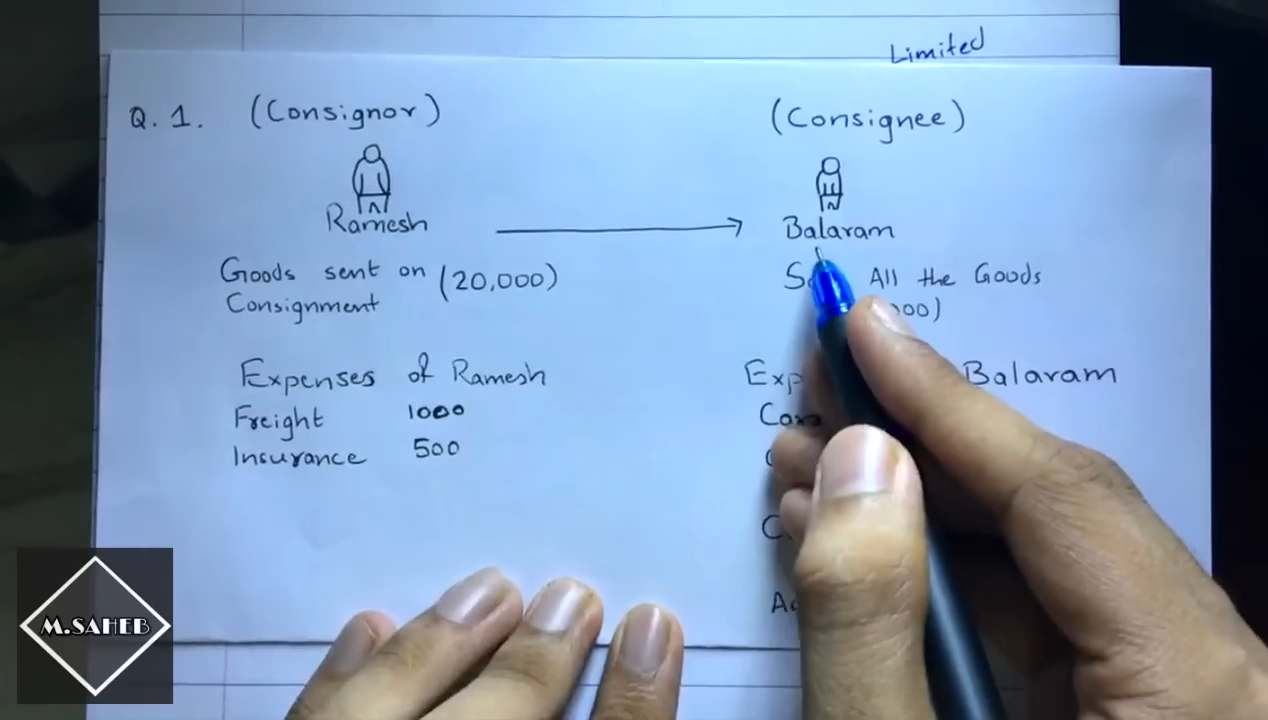 Limited
Q. 1. (Consignor) (Consignee)
Ramesh Balaram
Goods sent on (20,000) All the Goods
Consignment
Expenses of Ramesh Balaram
Freight 1000
Insurance 500
M.SAHEB